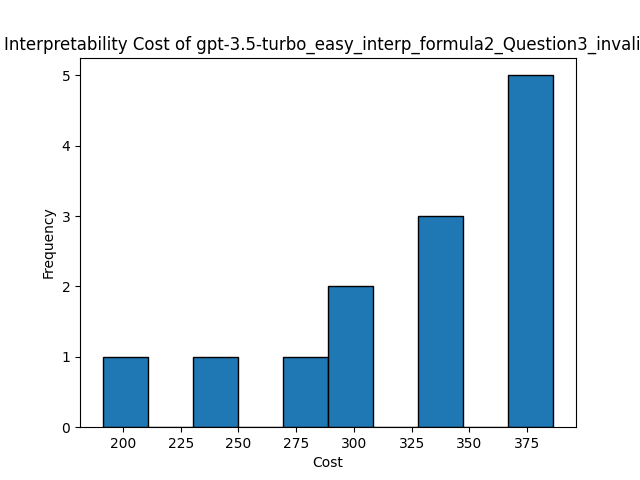 Interpretability Cost of gpt-3.5-turbo_easy_interp_formula2_Question3_invali
5
4
3
2
1
0
Frequency
200 225 250 275 300 325 350 375
Cost